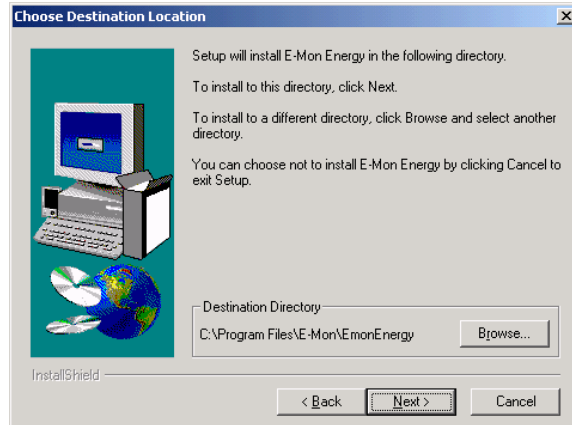 Choose Destination Location
Setup will install E-Mon Energy in the following directory.
To install to this directory, click Next.
To install to a different directory, click Browse and select another
directory.
You can choose not to install E-Mon Energy by clicking Cancel to
exit Setup.
Destination Directory
C:\Program Files\E-Mon\EmonEnergy
Browse...
InstallShield
< Back
Next >
Cancel